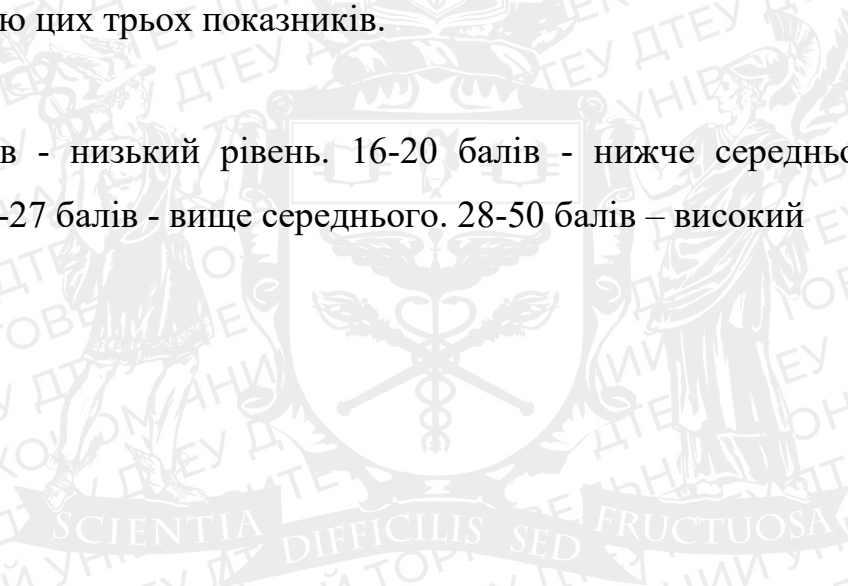 ю цих трьох показників.
в - низький рівень. 16-20 балів - нижче середньо
-27 балів - вище середнього. 28-50 балів – високий
SCIENTIA DIFFICILIS SED FRUCTUOSA